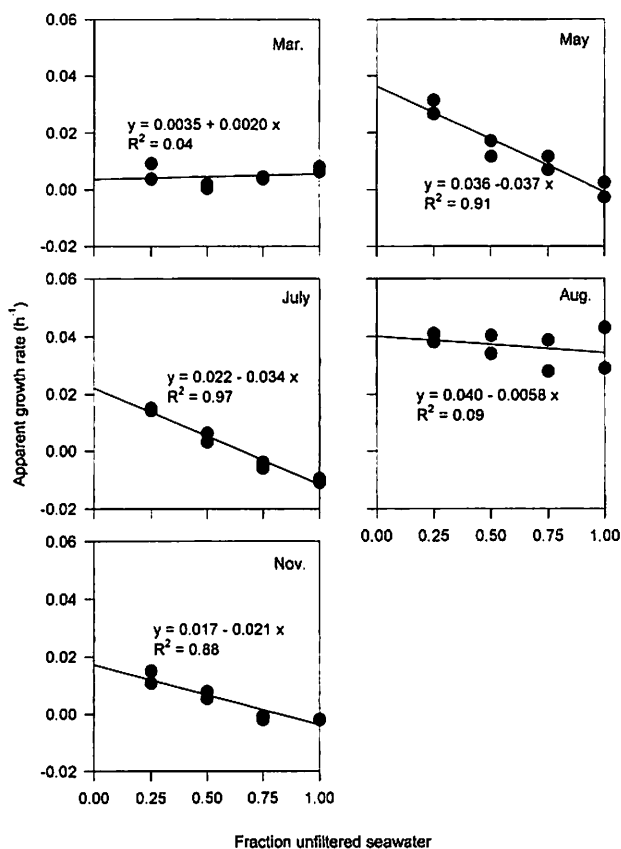 0.06
0.04
0.02
0.00
-0.02
Mar.
y = 0.0035 + 0.0020 x
R² = 0.04
May
y = 0.036 -0.037 x
R² = 0.91
0.06
0.04
0.02
0.00
-0.02
July
y = 0.022 - 0.034 x
R² = 0.97
Aug.
y = 0.040 - 0.0058 x
R² = 0.09
0.00 0.25 0.50 0.75 1.00
Apparent growth rate (h⁻¹)
0.06
0.04
0.02
0.00
-0.02
Nov.
y = 0.017 - 0.021 x
R² = 0.88
0.00 0.25 0.50 0.75 1.00
Fraction unfiltered seawater